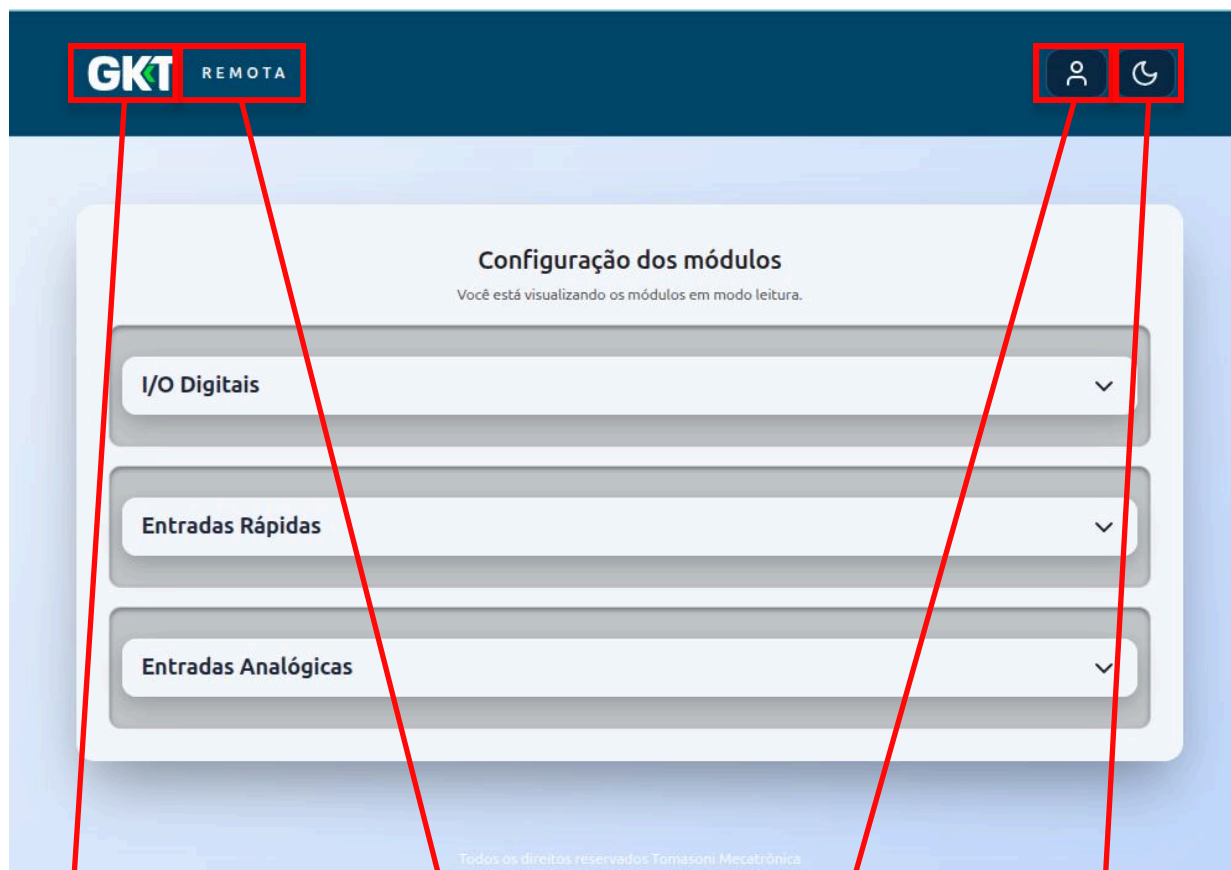 GKT REMOTA
Configuração dos módulos
Você está visualizando os módulos em modo leitura.
I/O Digitais
Entradas Rápidas
Entradas Analógicas
Todos os direitos reservados Tomasoni Mecatrônica